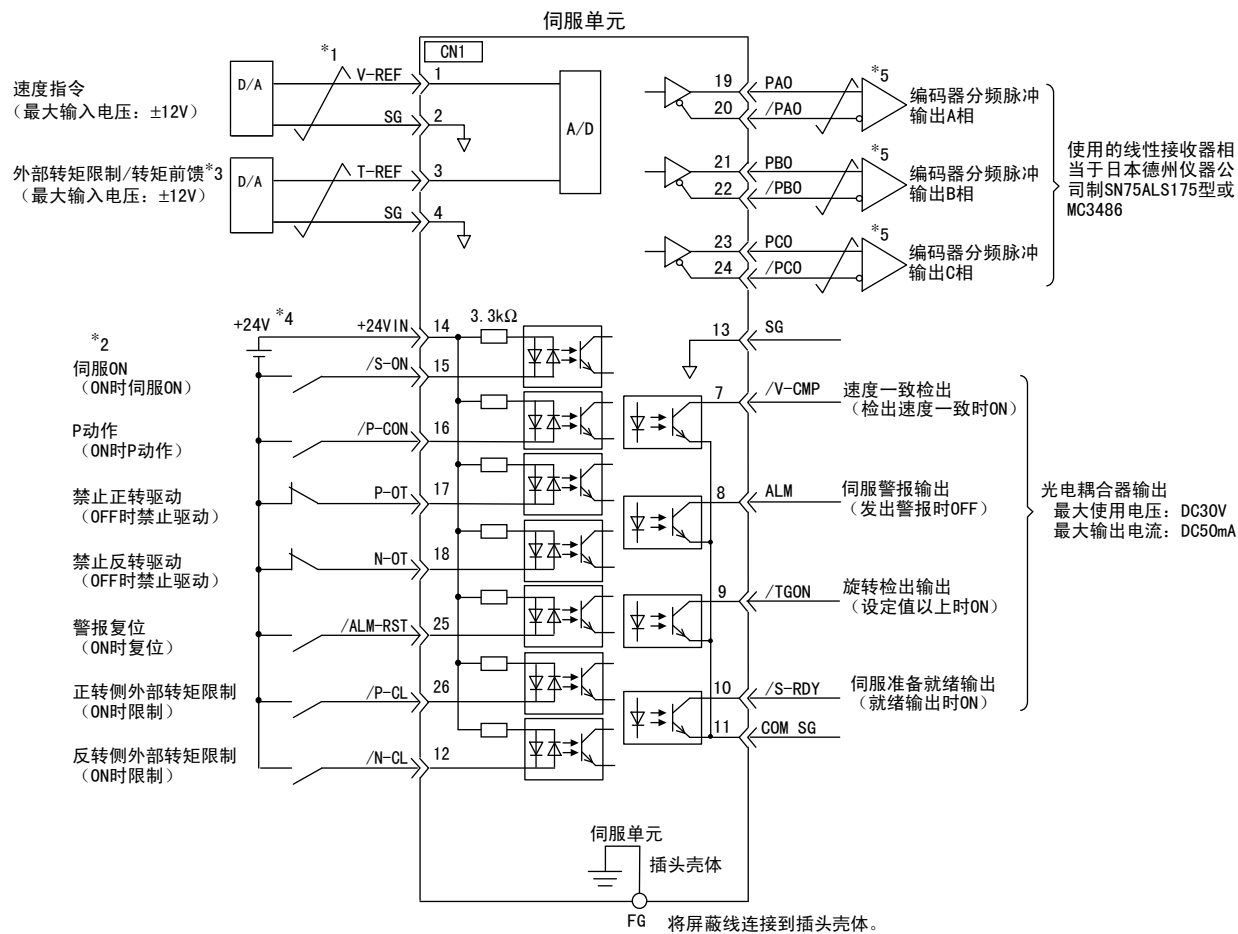 伺服单元
CN1
速度指令
（最大输入电压：±12V）
D/A
*1
V-REF
1
SG
2
A/D
外部转矩限制/转矩前馈*3
（最大输入电压：±12V）
D/A
T-REF
3
SG
4
19
PAO
20
/PAO
*5
编码器分频脉冲
输出A相
21
PBO
22
/PBO
*5
编码器分频脉冲
输出B相
23
PCO
24
/PCO
*5
编码器分频脉冲
输出C相
使用的线性接收器相
当于日本德州仪器公
司制SN75ALS175型或
MC3486
13
SG
+24V *4
+24VIN
14
3.3kΩ
*2
伺服ON
（ON时伺服ON）
/S-ON
15
P动作
（ON时P动作）
/P-CON
16
禁止正转驱动
（OFF时禁止驱动）
P-OT
17
禁止反转驱动
（OFF时禁止驱动）
N-OT
18
警报复位
（ON时复位）
/ALM-RST
25
正转侧外部转矩限制
（ON时限制）
/P-CL
26
反转侧外部转矩限制
（ON时限制）
/N-CL
12
7
/V-CMP
速度一致检出
（检出速度一致时ON）
8
ALM
伺服警报输出
（发出警报时OFF）
9
/TGON
旋转检出输出
（设定值以上时ON）
10
/S-RDY
伺服准备就绪输出
（就绪输出时ON）
11
COM SG
光电耦合器输出
最大使用电压：DC30V
最大输出电流：DC50mA
伺服单元
插头壳体
FG
将屏蔽线连接到插头壳体。